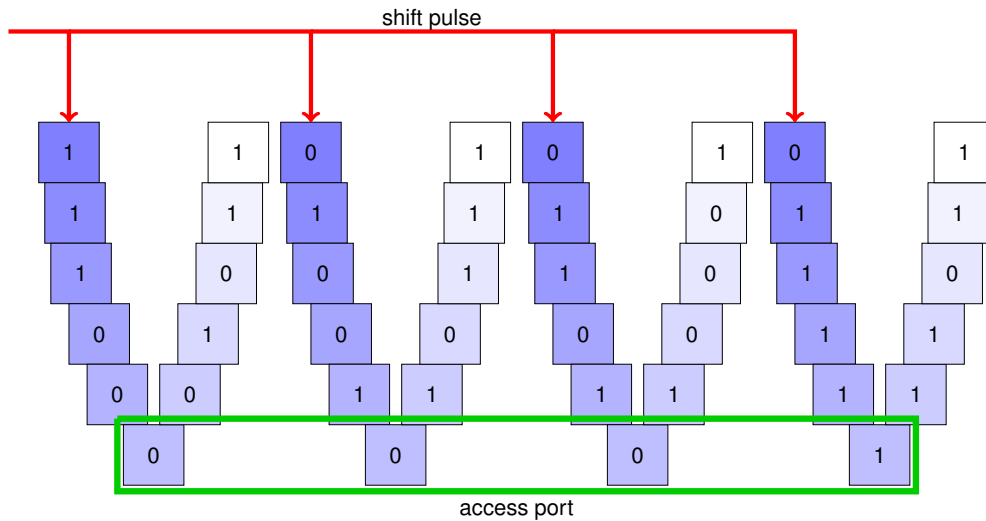 shift pulse
1 1 0 1 0 1 0 1
1 1 1 1 1 0 1 1
1 0 0 1 1 0 1 0
0 1 0 0 0 0 1 1
0 0 1 1 1 1 1 1
0 0 0 1
access port